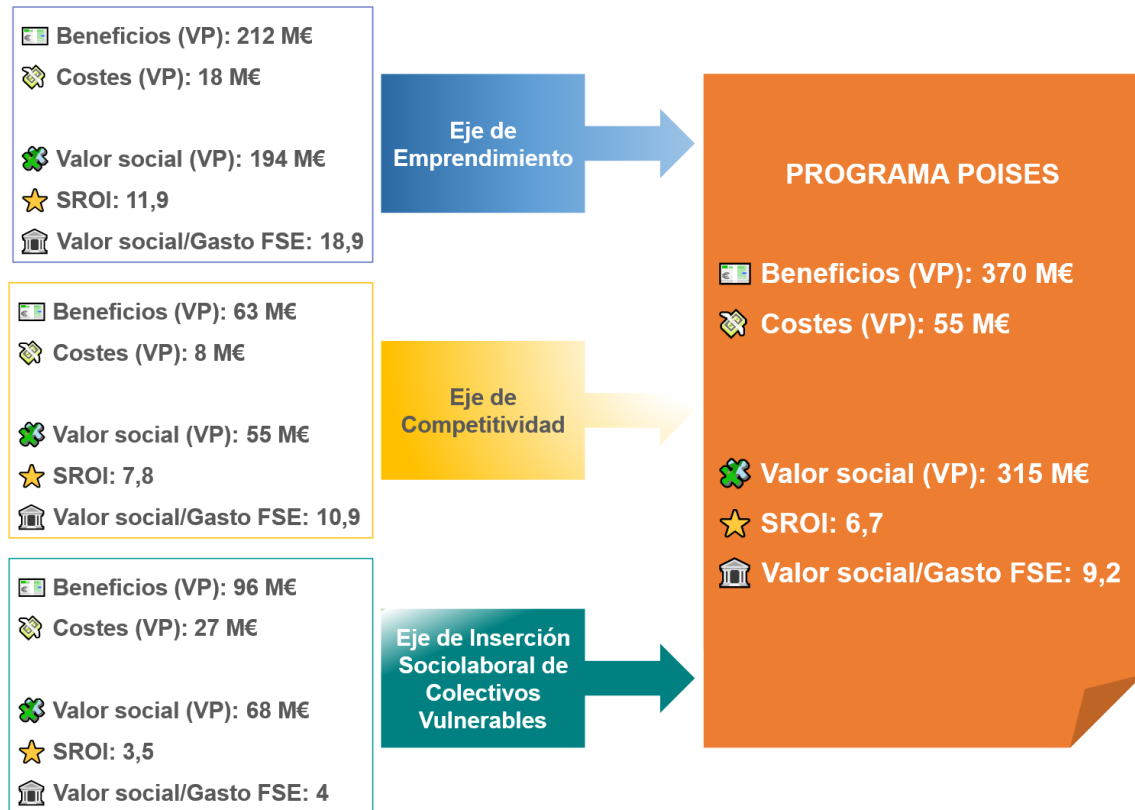 Beneficios (VP): 212 M€
Costes (VP): 18 M€
Valor social (VP): 194 M€
SROI: 11,9
Valor social/Gasto FSE: 18,9
Eje de
Emprendimiento
Beneficios (VP): 63 M€
Costes (VP): 8 M€
Valor social (VP): 55 M€
SROI: 7,8
Valor social/Gasto FSE: 10,9
Eje de
Competitividad
Beneficios (VP): 96 M€
Costes (VP): 27 M€
Valor social (VP): 68 M€
SROI: 3,5
Valor social/Gasto FSE: 4
Eje de Inserción
Sociolaboral de
Colectivos
Vulnerables
PROGRAMA POISES
Beneficios (VP): 370 M€
Costes (VP): 55 M€
Valor social (VP): 315 M€
SROI: 6,7
Valor social/Gasto FSE: 9,2